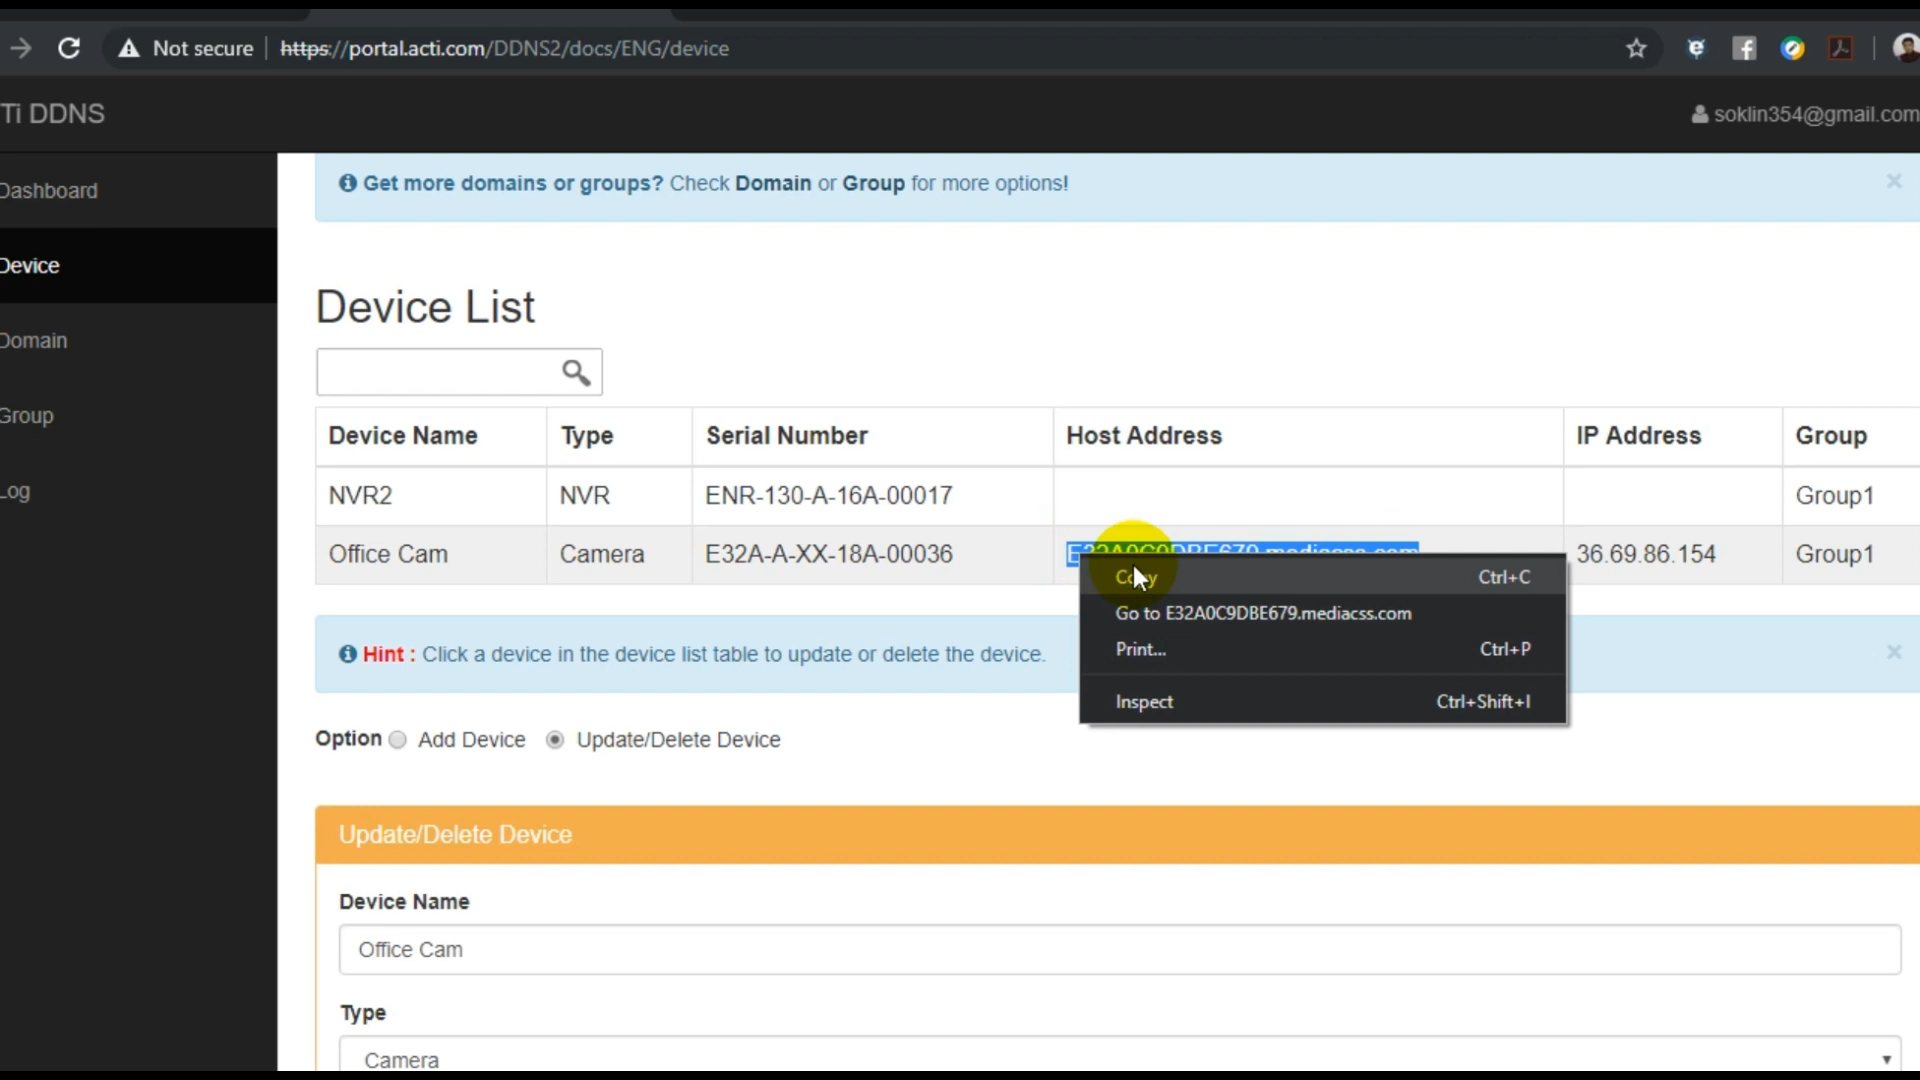 Not secure | https://portal.acti.com/DDNS2/docs/ENG/device
Ti DDNS
soklin354@gmail.com
Dashboard
Device
Domain
Group
Log
Get more domains or groups? Check Domain or Group for more options!
Device List
Device Name Type Serial Number Host Address IP Address Group
NVR2 NVR ENR-130-A-16A-00017 Group1
Office Cam Camera E32A-A-XX-18A-00036 E32A0C9DBE679.mediacss.com 36.69.86.154 Group1
Copy Ctrl+C
Go to E32A0C9DBE679.mediacss.com
Print... Ctrl+P
Inspect Ctrl+Shift+I
Hint : Click a device in the device list table to update or delete the device.
Option Add Device Update/Delete Device
Update/Delete Device
Device Name
Office Cam
Type
Camera